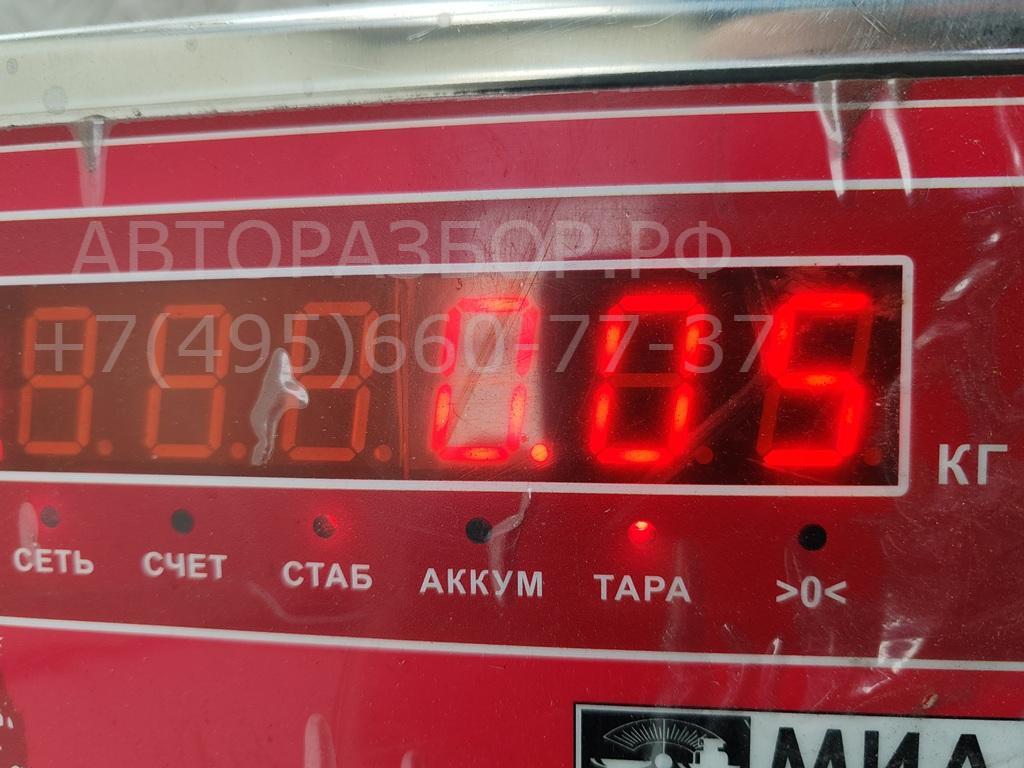 АВТОРАЗБОР.РФ
+7(495)660-77-37
0.05
КГ
СЕТЬ СЧЕТ СТАБ АККУМ ТАРА >0<